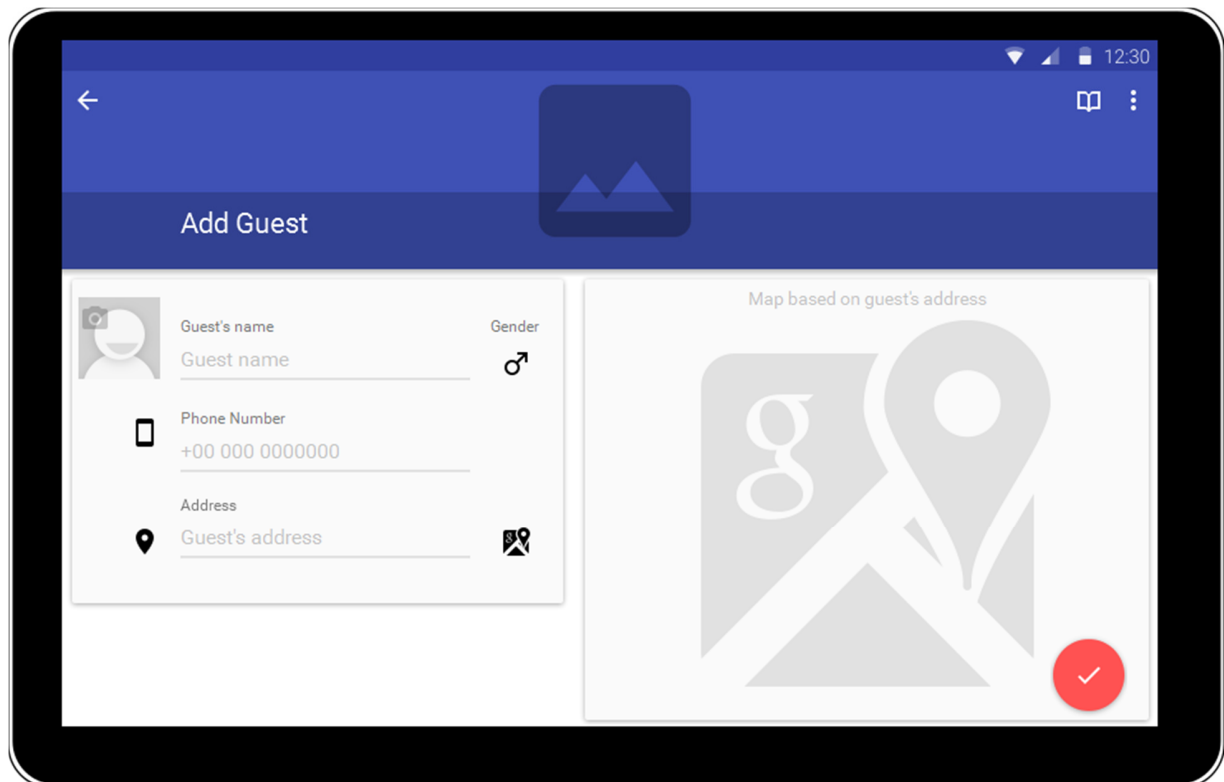 12:30
Add Guest
Guest's name
Gender
Guest name
Phone Number
+00 000 0000000
Address
Guest's address
g
Map based on guest's address
g